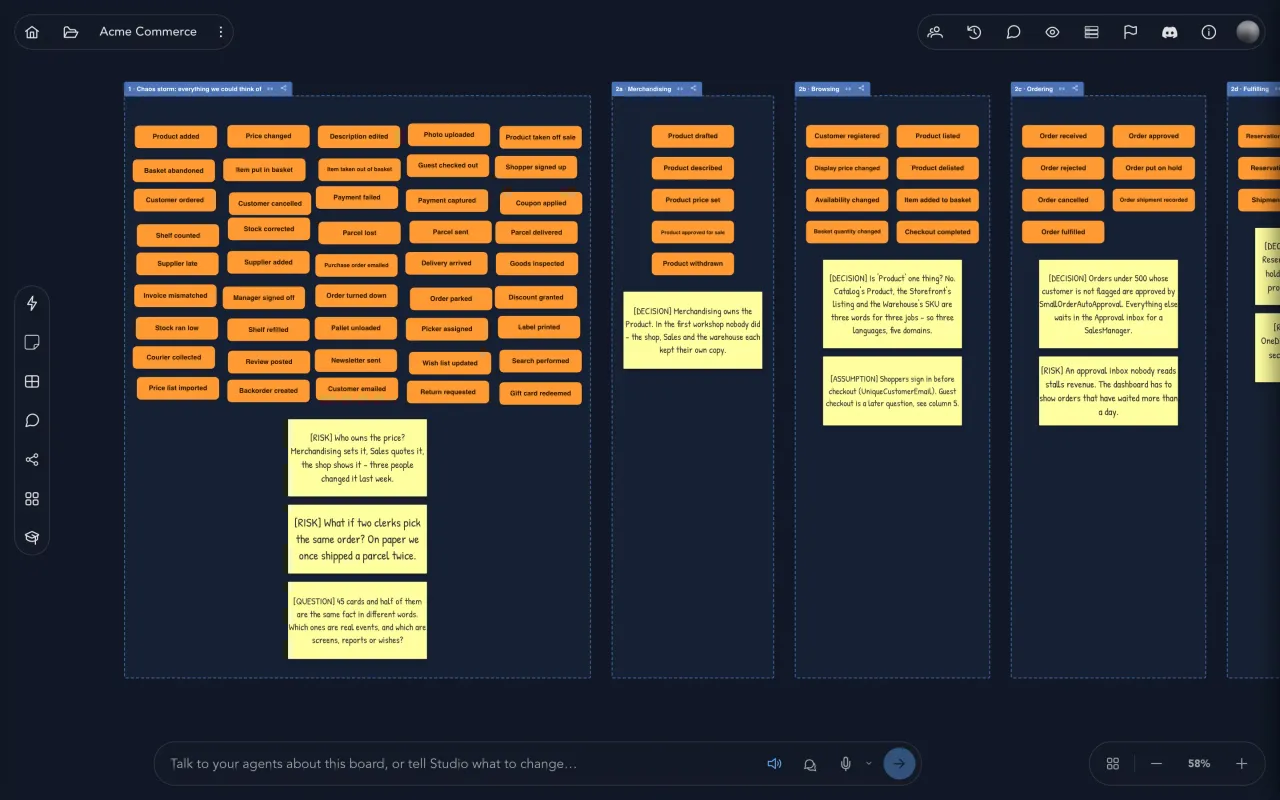 Acme Commerce
1 - Chaos storm: everything we could think of
2a - Merchandising
2b - Browsing
2c - Ordering
2d - Fulfilling
Product added
Price changed
Description edited
Photo uploaded
Product taken off sale
Basket abandoned
Item put in basket
Item taken out of basket
Guest checked out
Shopper signed up
Customer ordered
Customer cancelled
Payment failed
Payment captured
Coupon applied
Shelf counted
Stock corrected
Parcel lost
Parcel sent
Parcel delivered
Supplier late
Supplier added
Purchase order emailed
Delivery arrived
Goods inspected
Invoice mismatched
Manager signed off
Order turned down
Order parked
Discount granted
Stock ran low
Shelf refilled
Pallet unloaded
Picker assigned
Label printed
Courier collected
Review posted
Newsletter sent
Wish list updated
Search performed
Price list imported
Backorder created
Customer emailed
Return requested
Gift card redeemed
[RISK] Who owns the price?
Merchandising sets it, Sales quotes it,
the shop shows it - three people
changed it last week.
[RISK] What if two clerks pick
the same order? On paper we
once shipped a parcel twice.
[QUESTION] 45 cards and half of them
are the same fact in different words.
Which ones are real events, and which are
screens, reports or wishes?
Product drafted
Product described
Product price set
Product approved for sale
Product withdrawn
[DECISION] Merchandising owns the
Product. In the first workshop nobody did
- the shop, Sales and the warehouse each
kept their own copy.
Customer registered
Product listed
Display price changed
Product delisted
Availability changed
Item added to basket
Basket quantity changed
Checkout completed
[DECISION] Is 'Product' one thing? No.
Catalog's Product, the Storefront's
listing and the Warehouse's SKU are
three words for three jobs - so three
languages, five domains.
[ASSUMPTION] Shoppers sign in before
checkout (UniqueCustomerEmail). Guest
checkout is a later question, see column 5.
Order received
Order approved
Order rejected
Order put on hold
Order cancelled
Order shipment recorded
Order fulfilled
[DECISION] Orders under 500 whose
customer is not flagged are approved by
SmallOrderAutoApproval. Everything else
waits in the Approval inbox for a
SalesManager.
[RISK] An approval inbox nobody reads
stalls revenue. The dashboard has to
show orders that have waited more than
a day.
Talk to your agents about this board, or tell Studio what to change…
58%